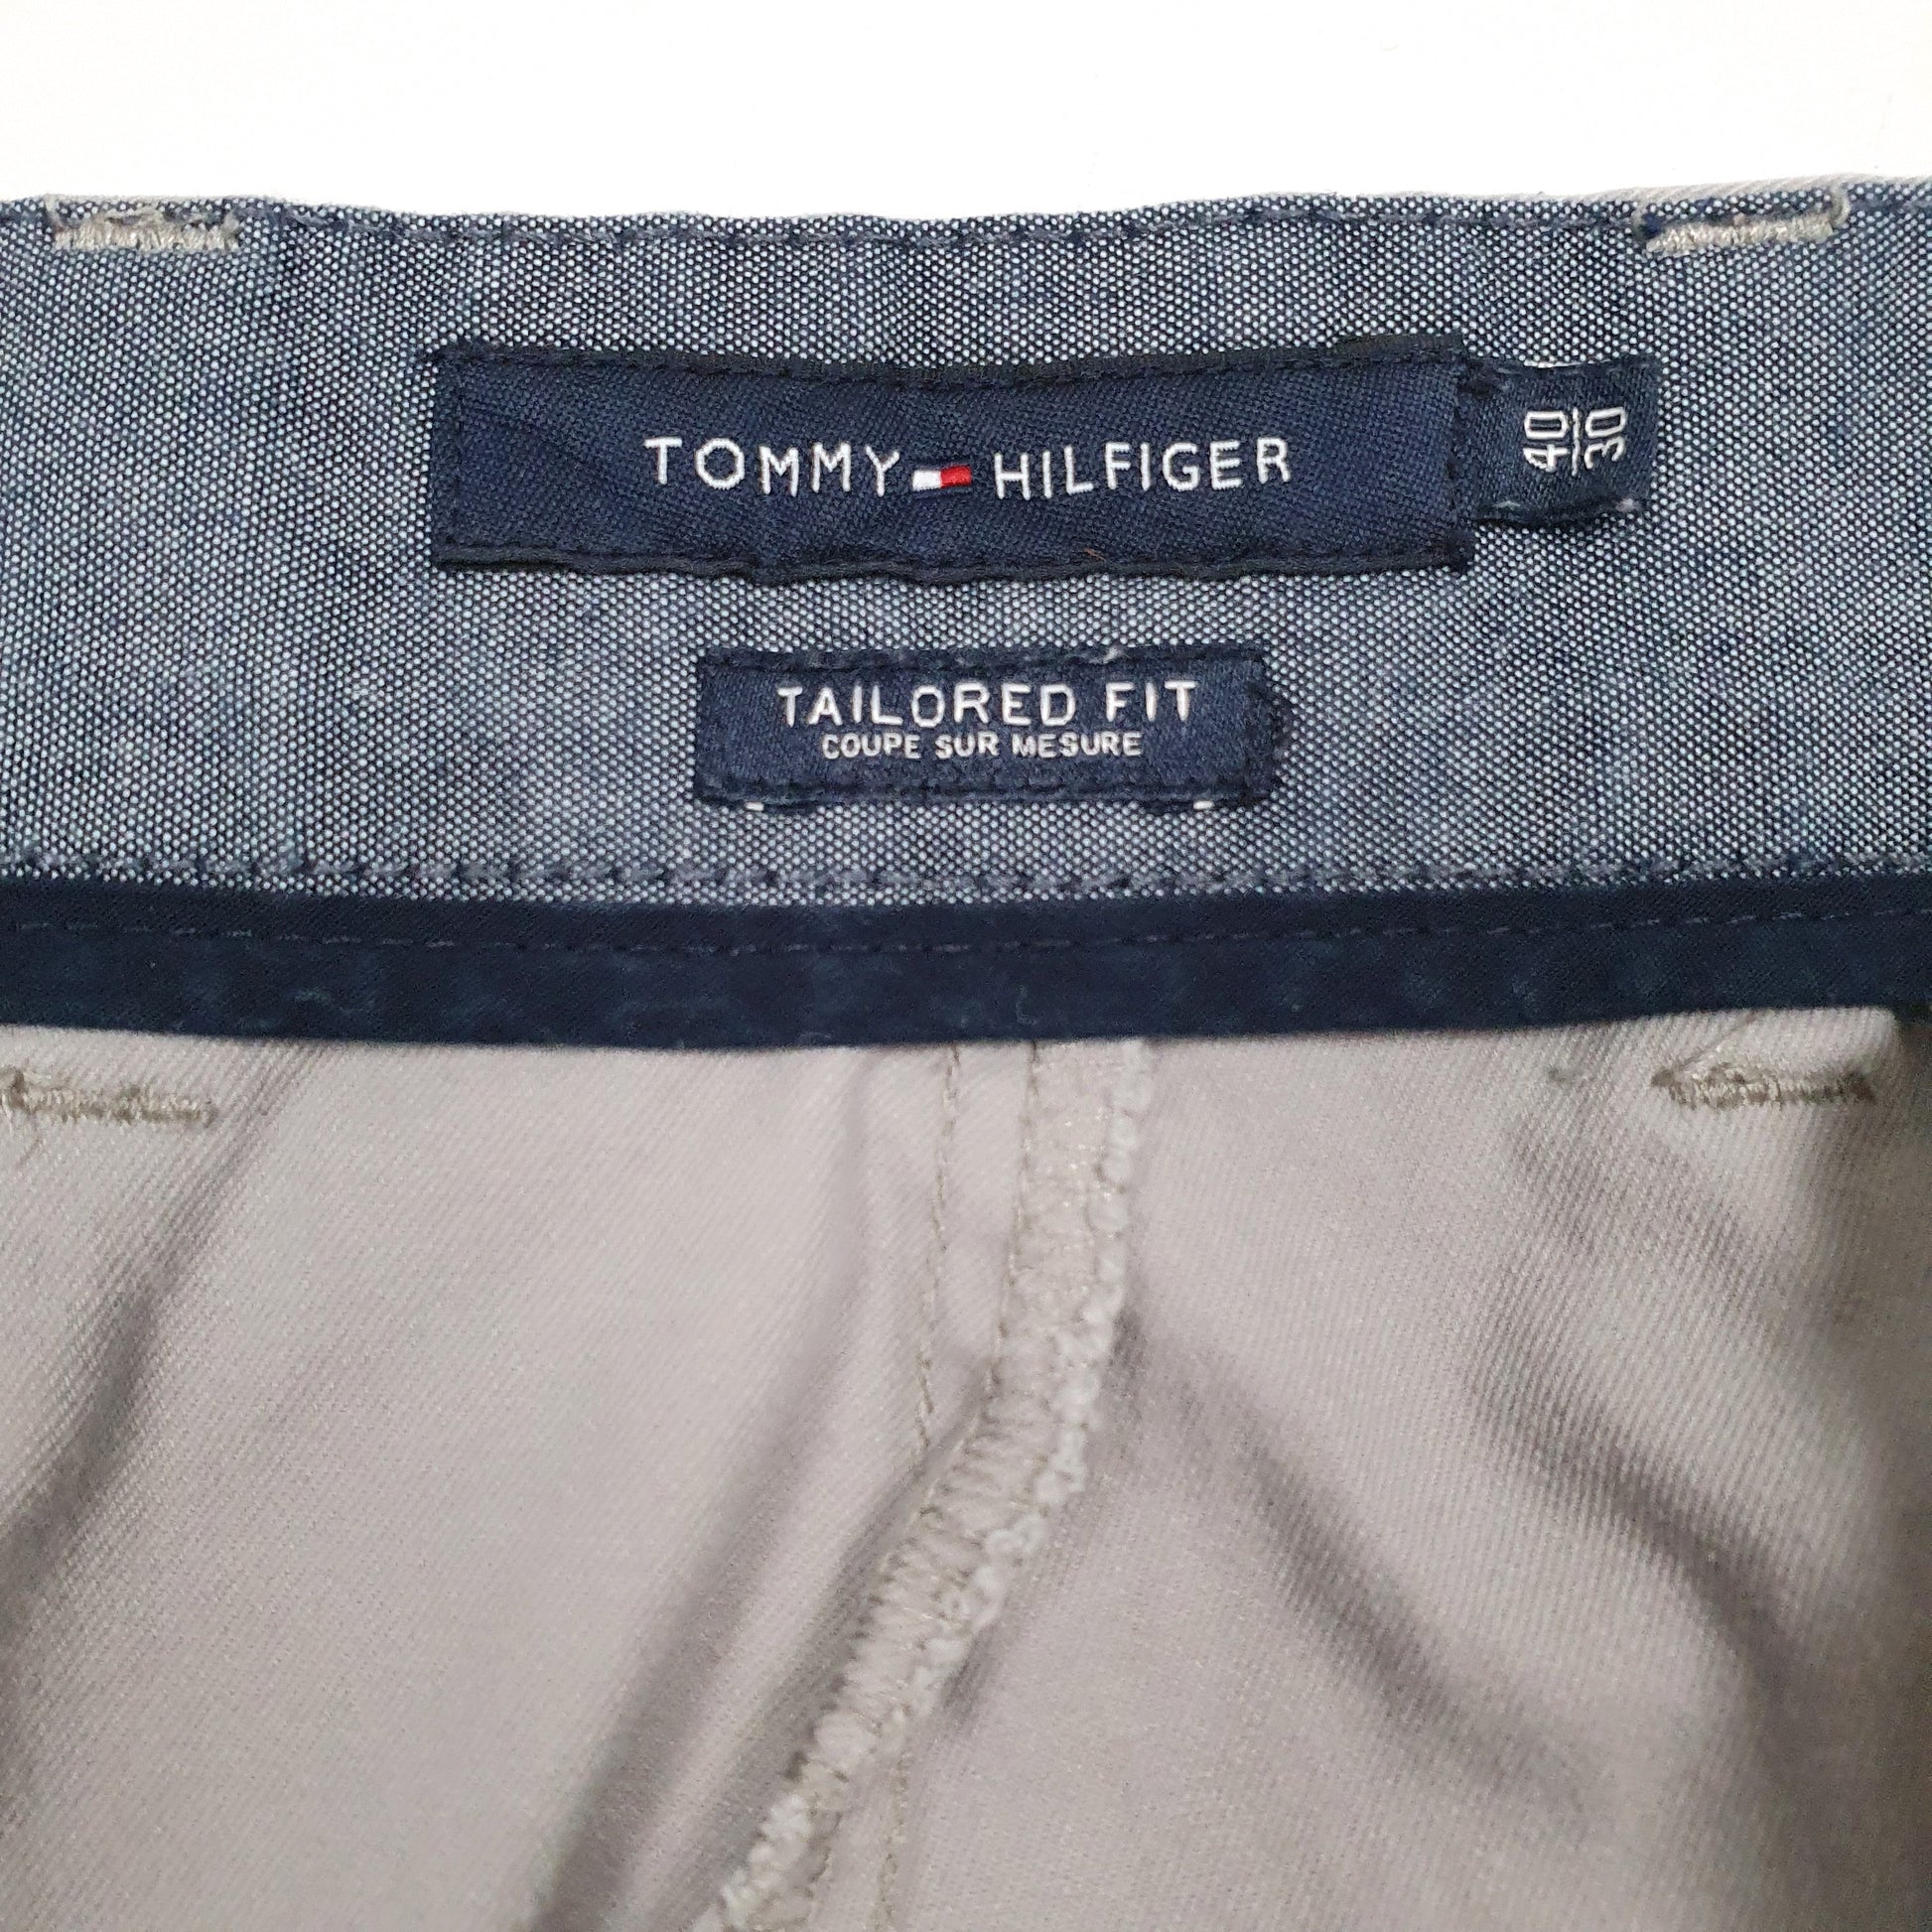 TOMMY HILFIGER
40
30
TAILORED FIT
COUPE SUR MESURE